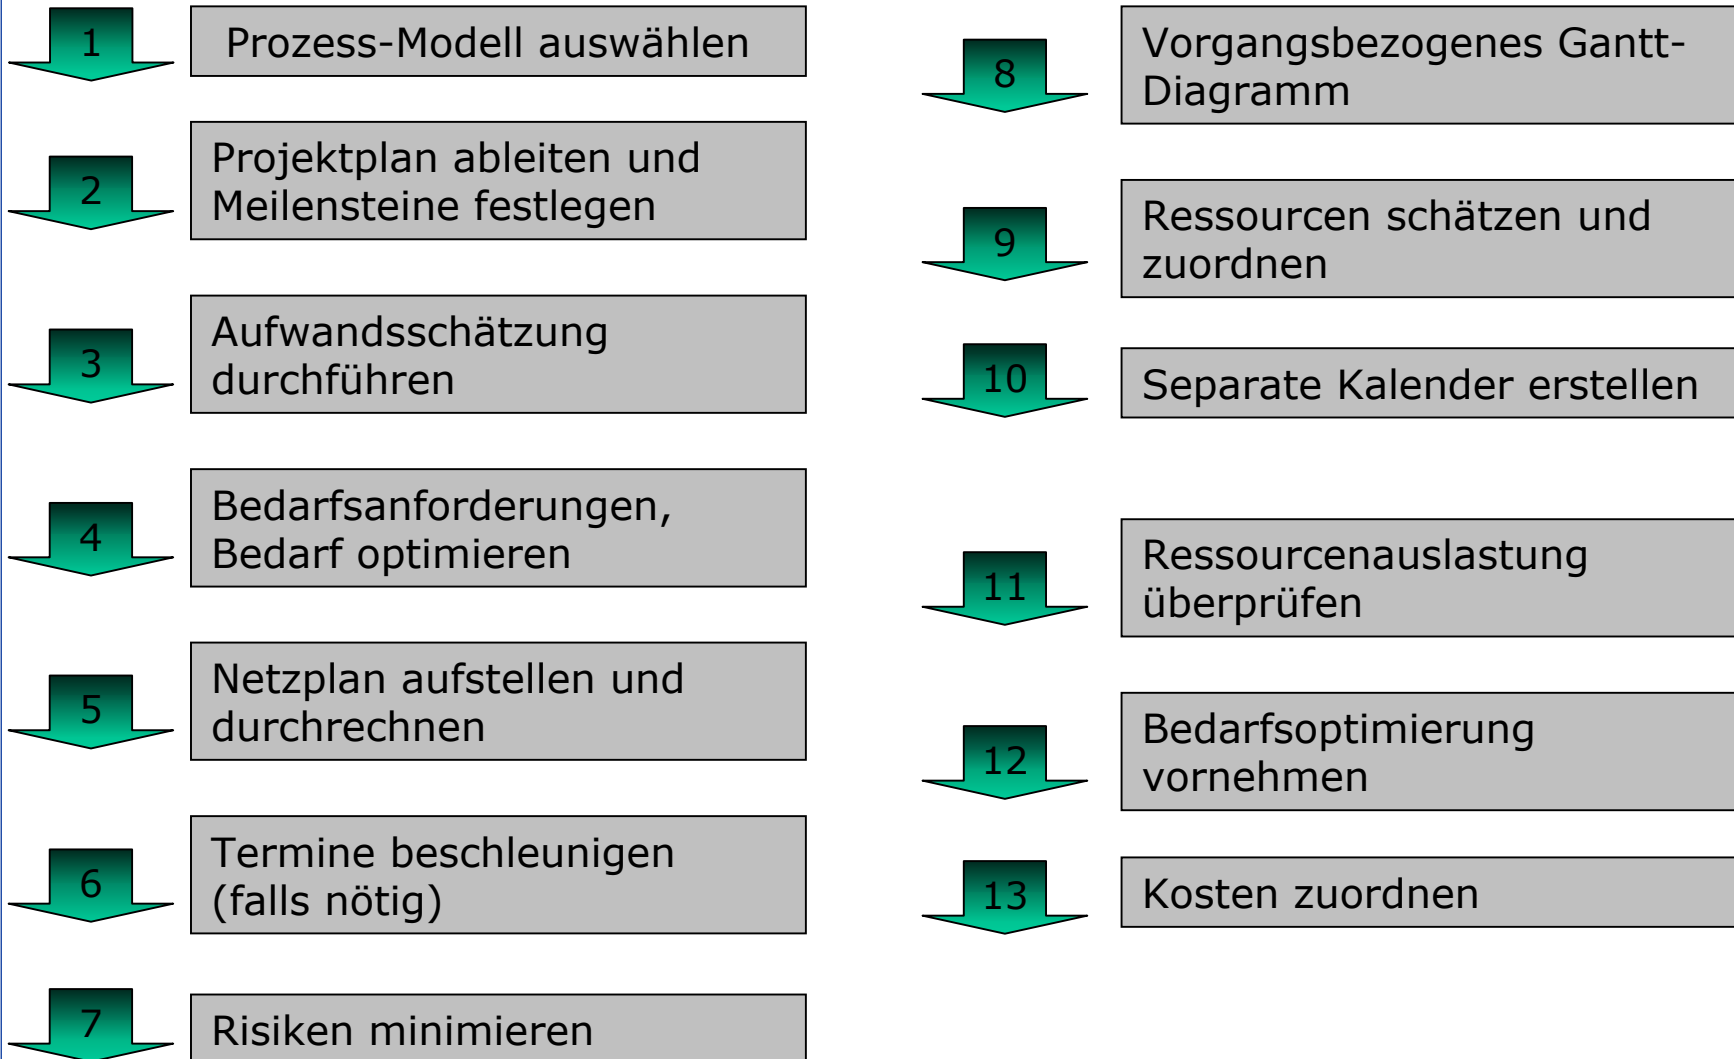 1
Prozess-Modell auswählen
2
Projektplan ableiten und
Meilensteine festlegen
3
Aufwandsschätzung
durchführen
4
Bedarfsanforderungen,
Bedarf optimieren
5
Netzplan aufstellen und
durchrechnen
6
Termine beschleunigen
(falls nötig)
7
Risiken minimieren
8
Vorgangsbezogenes Gantt-
Diagramm
9
Ressourcen schätzen und
zuordnen
10
Separate Kalender erstellen
11
Ressourcenauslastung
überprüfen
12
Bedarfsoptimierung
vornehmen
13
Kosten zuordnen